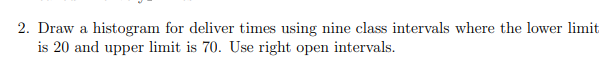 2. Draw a histogram for deliver times using nine class intervals where the lower limit
is 20 and upper limit is 70. Use right open intervals.